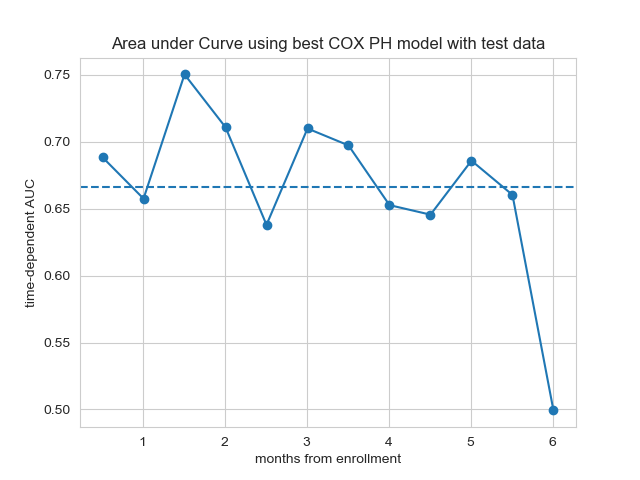 Area under Curve using best COX PH model with test data
time-dependent AUC
0.75
0.70
0.65
0.60
0.55
0.50
1 2 3 4 5 6
months from enrollment